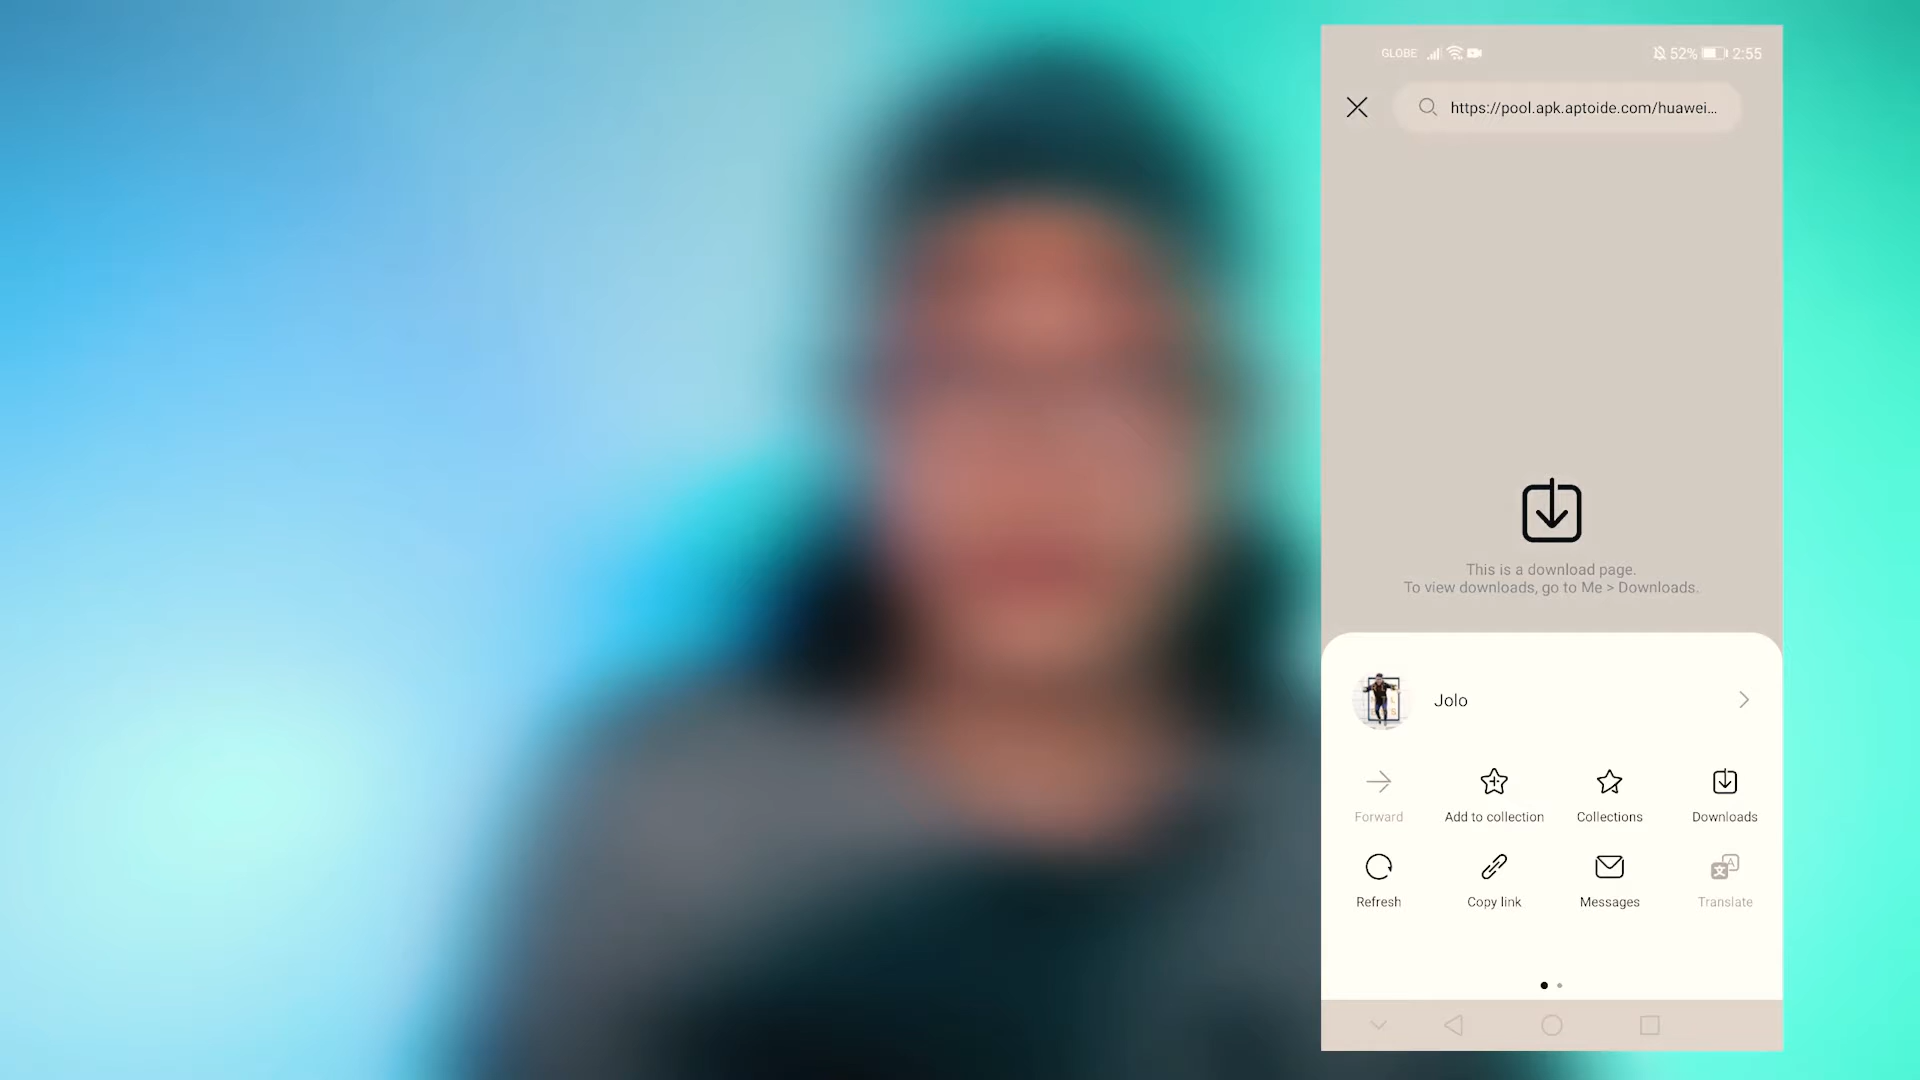 GLOBE 52% 2:55
https://pool.apk.aptoide.com/huawei...
This is a download page.
To view downloads, go to Me > Downloads.
Jolo
Forward Add to collection Collections Downloads
Refresh Copy link Messages Translate